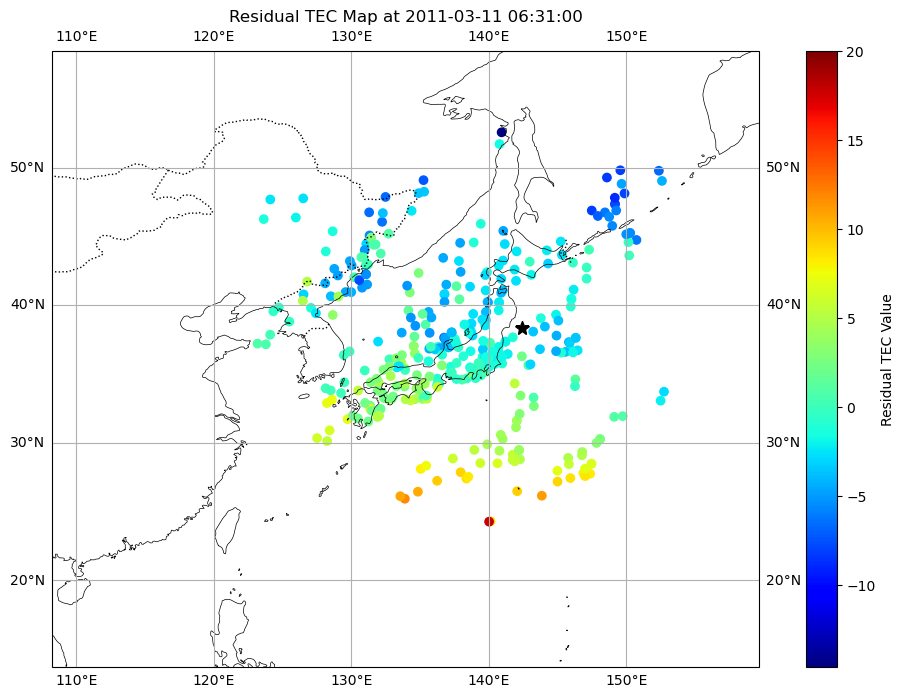 Residual TEC Map at 2011-03-11 06:31:00
110°E 120°E 130°E 140°E 150°E
20
15
50°N 50°N
10
40°N 40°N
5
Residual TEC Value
0
30°N 30°N
−5
20°N 20°N
−10
110°E 120°E 130°E 140°E 150°E